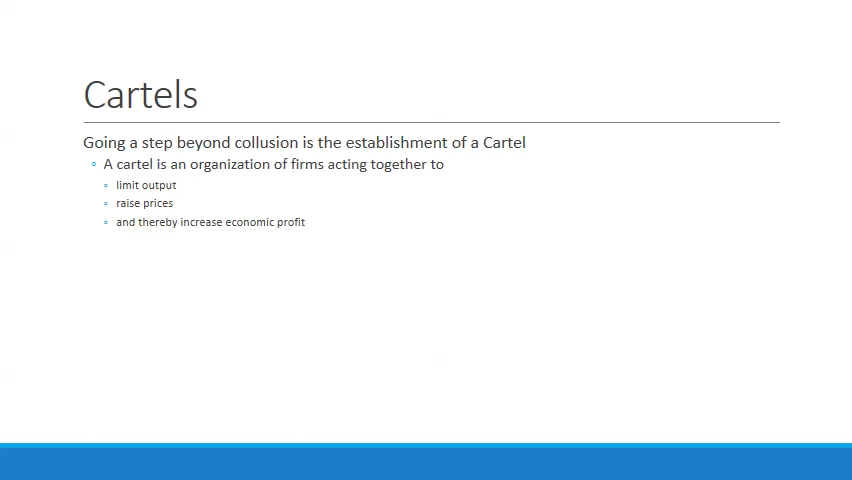 Cartels
Going a step beyond collusion is the establishment of a Cartel
◦ A cartel is an organization of firms acting together to
◦ limit output
◦ raise prices
◦ and thereby increase economic profit